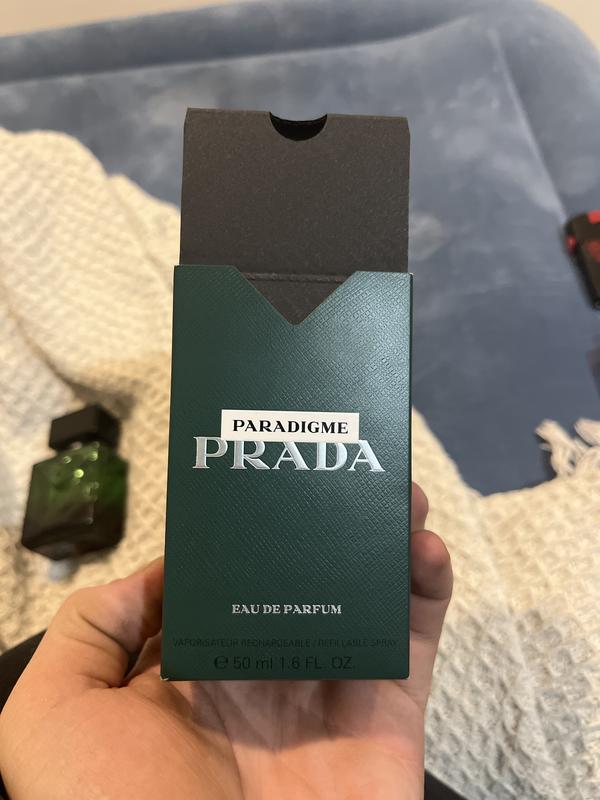 PARADIGME
PRADA
EAU DE PARFUM
VAPORISATEUR RECHARGEABLE / REFILLABLE SPRAY
℮ 50 ml 1.6 FL. OZ.